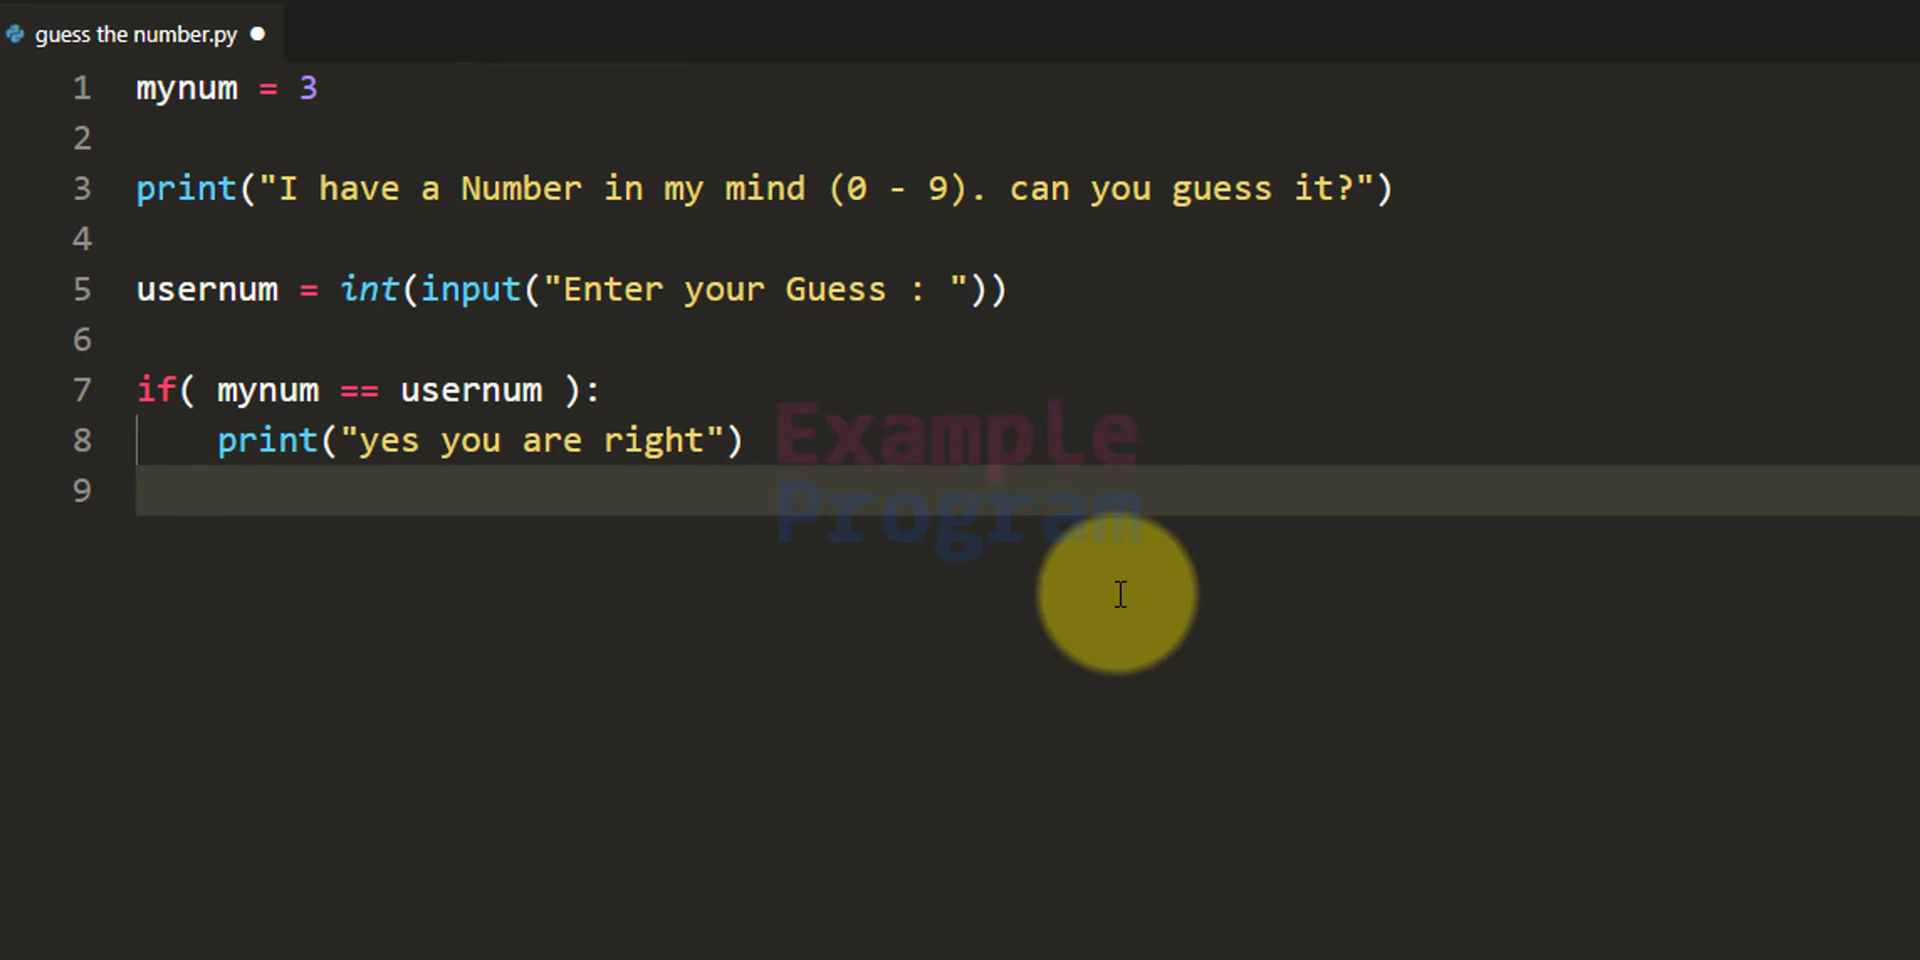 guess the number.py
1 mynum = 3
2
3 print("I have a Number in my mind (0 - 9). can you guess it?")
4
5 usernum = int(input("Enter your Guess : "))
6
7 if( mynum == usernum ):
8     print("yes you are right")
9
Example
Program